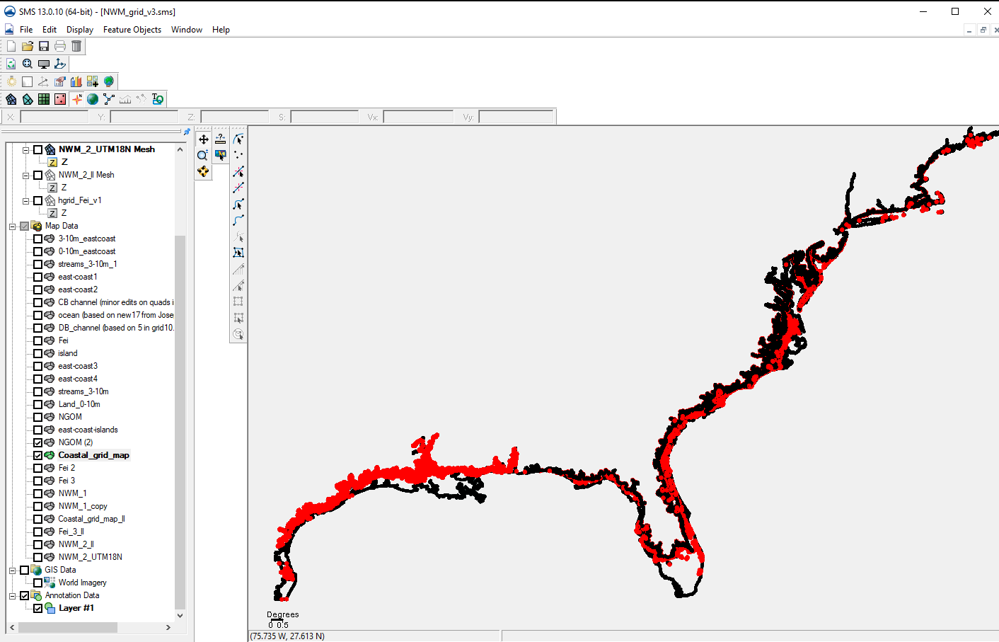 SMS 13.0.10 (64-bit) - [NWM_grid_v3.sms]
File Edit Display Feature Objects Window Help
X: Y: Z: S: Vx: Vy:
NWM_2_UTM18N Mesh
Z
NWM_2_ll Mesh
Z
hgrid_Fei_v1
Z
Map Data
3-10m_eastcoast
0-10m_eastcoast
streams_3-10m_1
east-coast1
east-coast2
CB channel (minor edits on quads i
ocean (based on new17 from Jose
DB_channel (based on 5 in grid10.
Fei
island
east-coast3
east-coast4
streams_3-10m
Land_0-10m
NGOM
east-coast-islands
NGOM (2)
Coastal_grid_map
Fei 2
Fei 3
NWM_1
NWM_1_copy
Coastal_grid_map_ll
Fei_3_ll
NWM_2_ll
NWM_2_UTM18N
GIS Data
World Imagery
Annotation Data
Layer #1
Degrees
0 0.5
(75.735 W, 27.613 N)